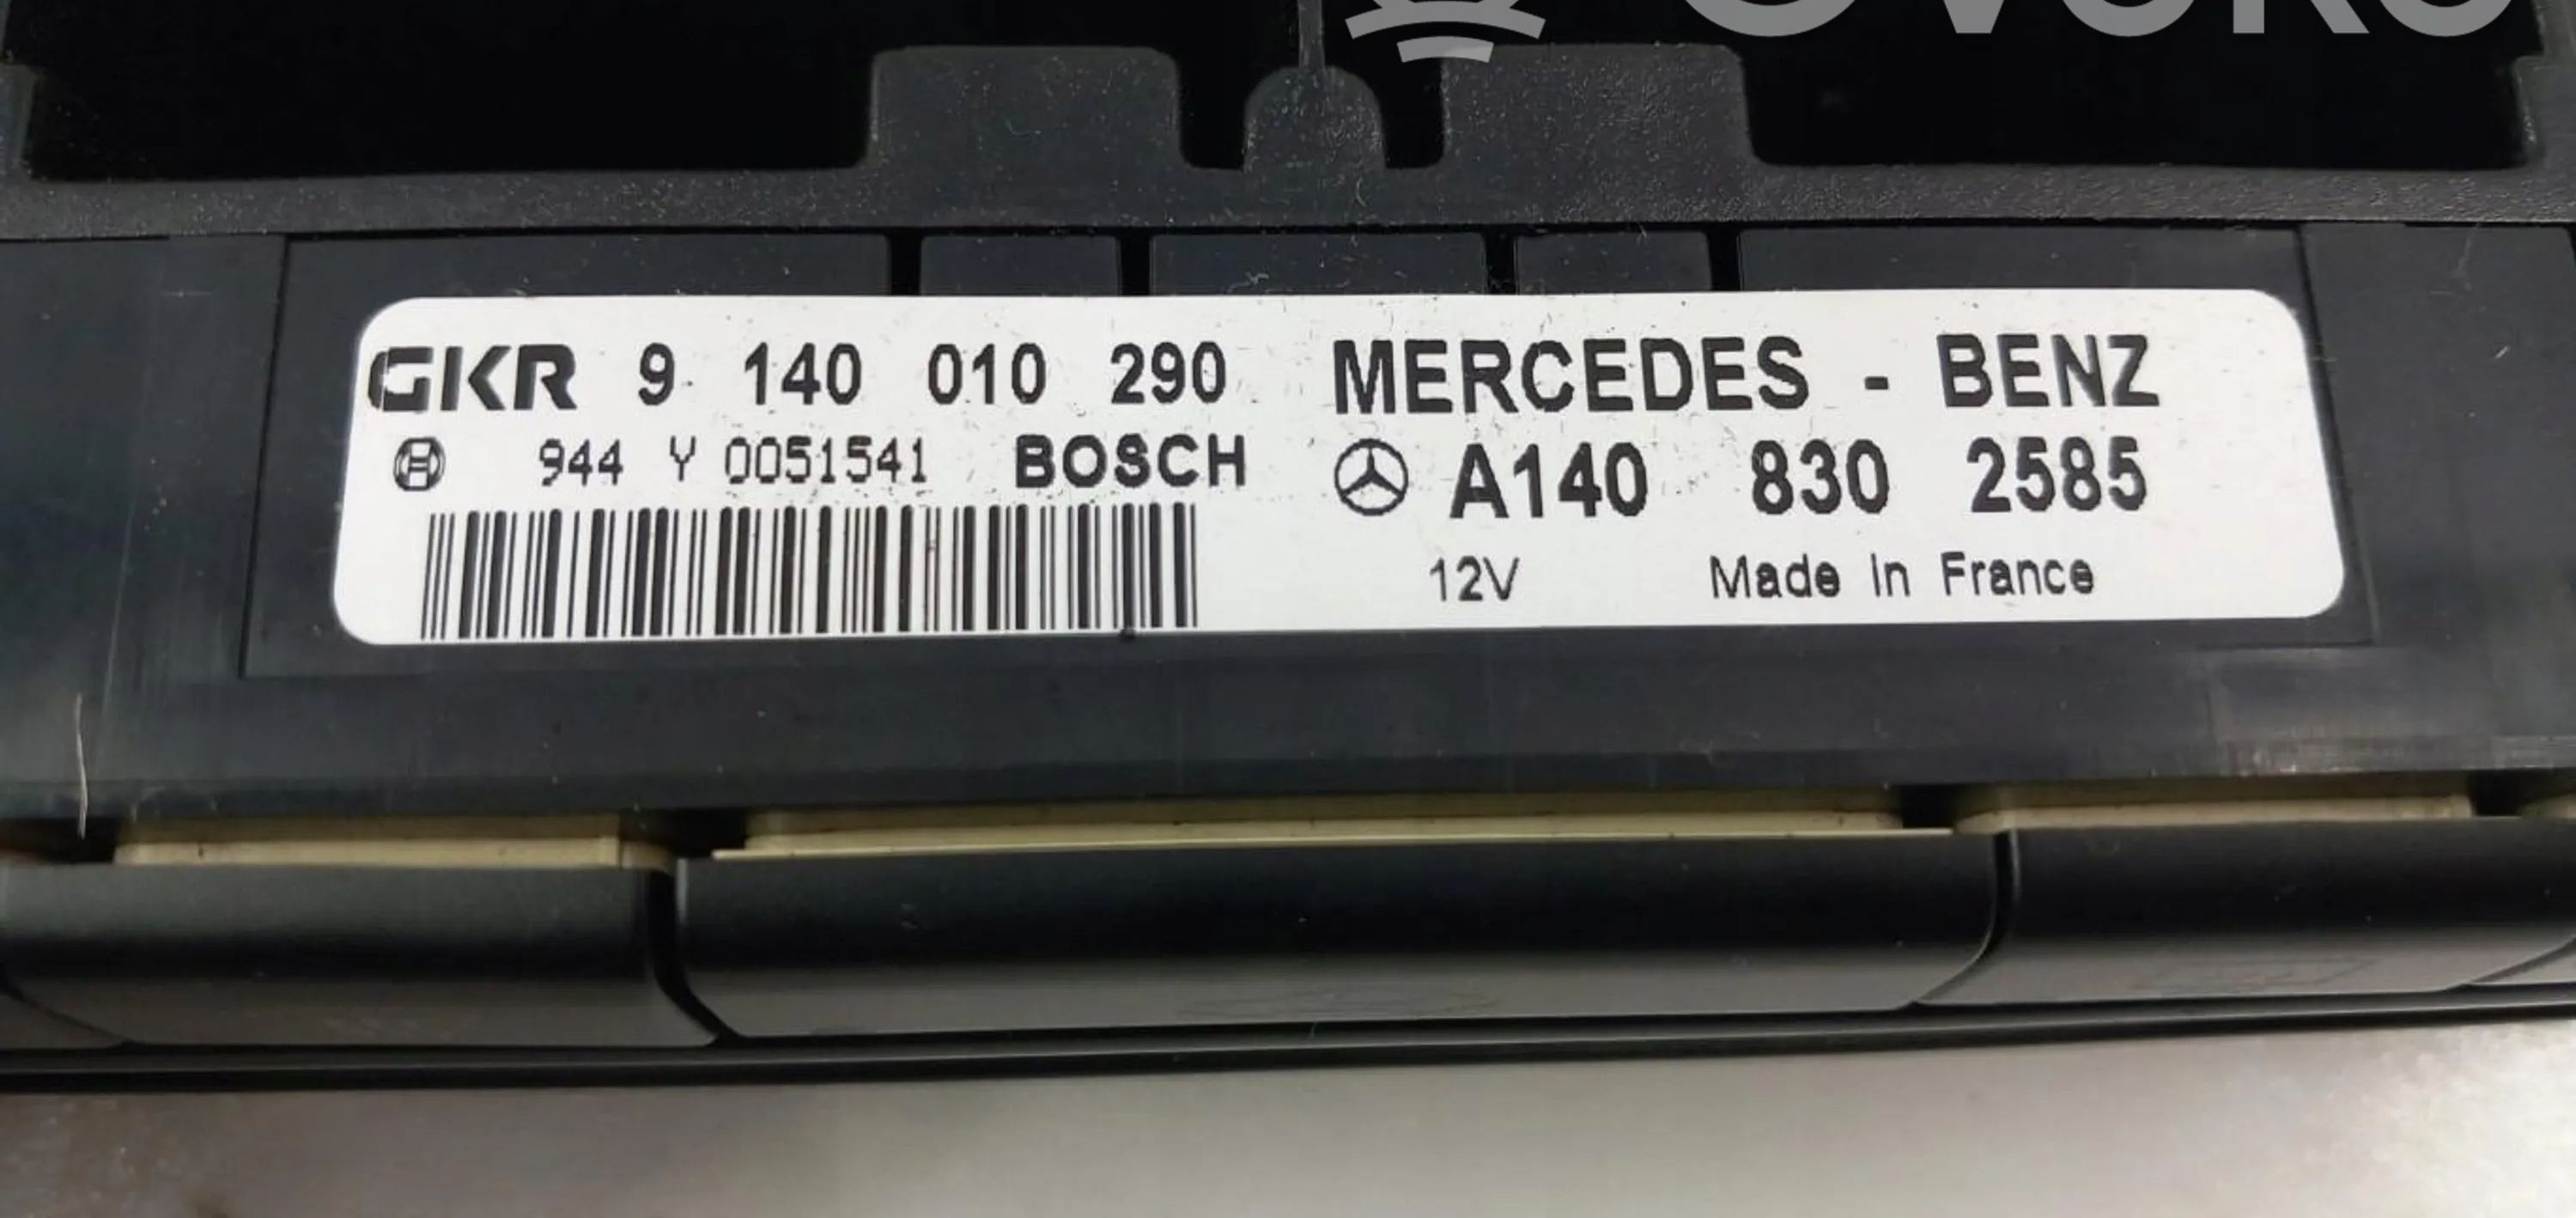 GKR 9 140 010 290 MERCEDES - BENZ
944 Y 0051541 BOSCH A140 830 2585
12V Made in France